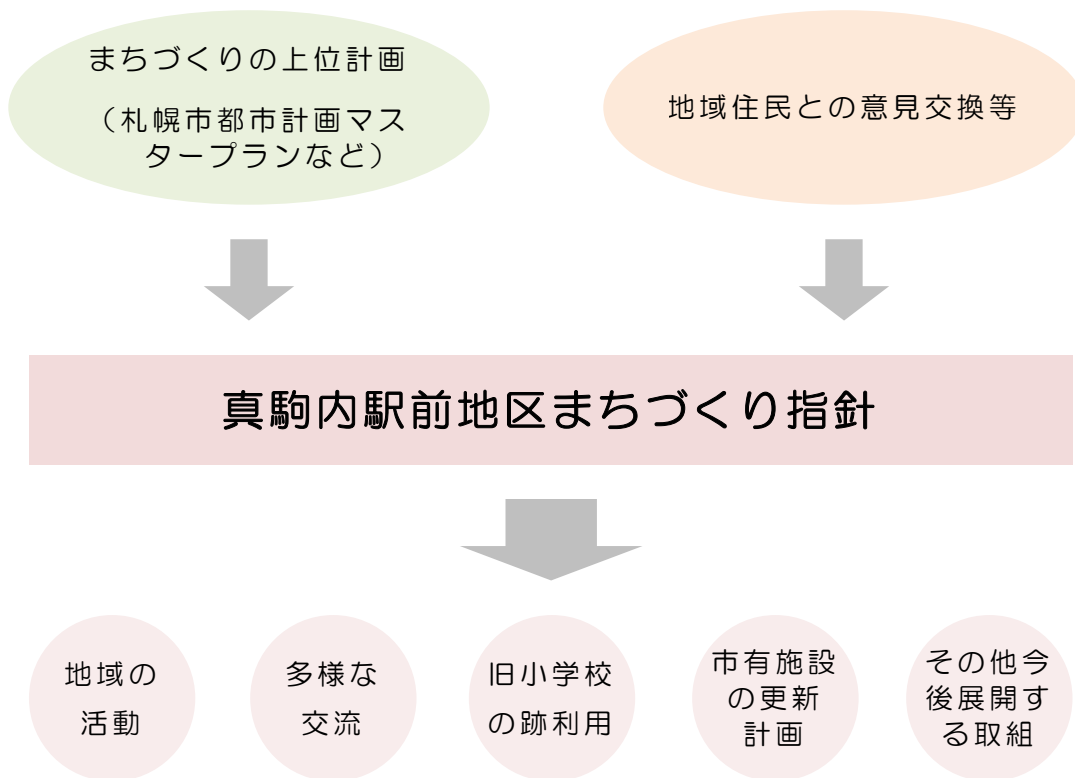 まちづくりの上位計画
（札幌市都市計画マス
タープランなど）
地域住民との意見交換等
真駒内駅前地区まちづくり指針
地域の
活動
多様な
交流
旧小学校
の跡利用
市有施設
の更新
計画
その他今
後展開す
る取組